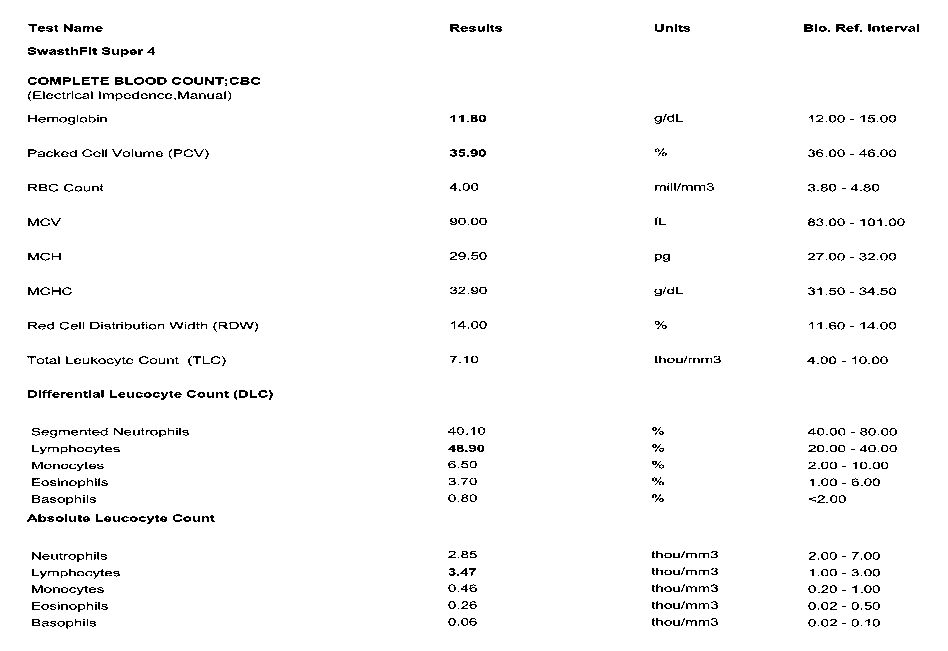 Test Name Results Units Bio. Ref. Interval
SwasthFit Super 4
COMPLETE BLOOD COUNT;CBC
(Electrical Impedence,Manual)
Hemoglobin 11.80 g/dL 12.00 - 15.00
Packed Cell Volume (PCV) 35.90 % 36.00 - 46.00
RBC Count 4.00 mill/mm3 3.80 - 4.80
MCV 90.00 fL 83.00 - 101.00
MCH 29.50 pg 27.00 - 32.00
MCHC 32.90 g/dL 31.50 - 34.50
Red Cell Distribution Width (RDW) 14.00 % 11.60 - 14.00
Total Leukocyte Count (TLC) 7.10 thou/mm3 4.00 - 10.00
Differential Leucocyte Count (DLC)
Segmented Neutrophils 40.10 % 40.00 - 80.00
Lymphocytes 48.90 % 20.00 - 40.00
Monocytes 6.50 % 2.00 - 10.00
Eosinophils 3.70 % 1.00 - 6.00
Basophils 0.80 % <2.00
Absolute Leucocyte Count
Neutrophils 2.85 thou/mm3 2.00 - 7.00
Lymphocytes 3.47 thou/mm3 1.00 - 3.00
Monocytes 0.46 thou/mm3 0.20 - 1.00
Eosinophils 0.26 thou/mm3 0.02 - 0.50
Basophils 0.06 thou/mm3 0.02 - 0.10